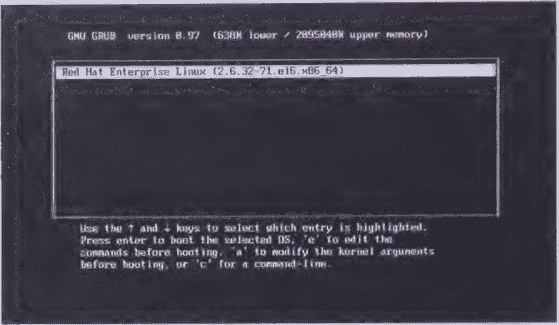 GNU GRUB version 0.97 (638K lower / 2095040K upper memory)
Red Hat Enterprise Linux (2.6.32-71.el6.x86_64)
Use the ↑ and ↓ keys to select which entry is highlighted.
Press enter to boot the selected OS, 'e' to edit the
commands before booting, 'a' to modify the kernel arguments
before booting, or 'c' for a command-line.